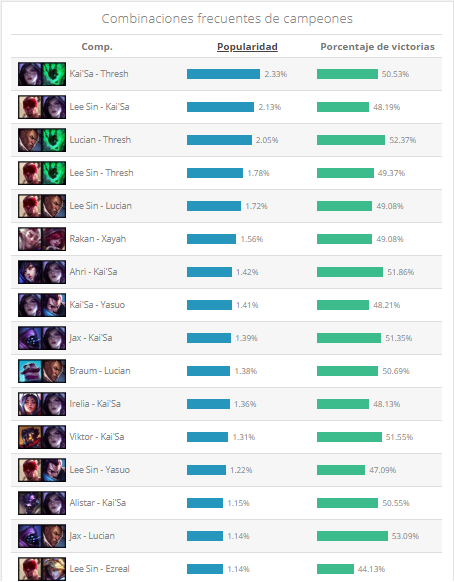 Combinaciones frecuentes de campeones
Comp. Popularidad Porcentaje de victorias
Kai'Sa - Thresh 2.33% 50.53%
Lee Sin - Kai'Sa 2.13% 48.19%
Lucian - Thresh 2.05% 52.37%
Lee Sin - Thresh 1.78% 49.37%
Lee Sin - Lucian 1.72% 49.08%
Rakan - Xayah 1.56% 49.08%
Ahri - Kai'Sa 1.42% 51.86%
Kai'Sa - Yasuo 1.41% 48.21%
Jax - Kai'Sa 1.39% 51.35%
Braum - Lucian 1.38% 50.69%
Irelia - Kai'Sa 1.36% 48.13%
Viktor - Kai'Sa 1.31% 51.55%
Lee Sin - Yasuo 1.22% 47.09%
Alistar - Kai'Sa 1.15% 50.55%
Jax - Lucian 1.14% 53.09%
Lee Sin - Ezreal 1.14% 44.13%